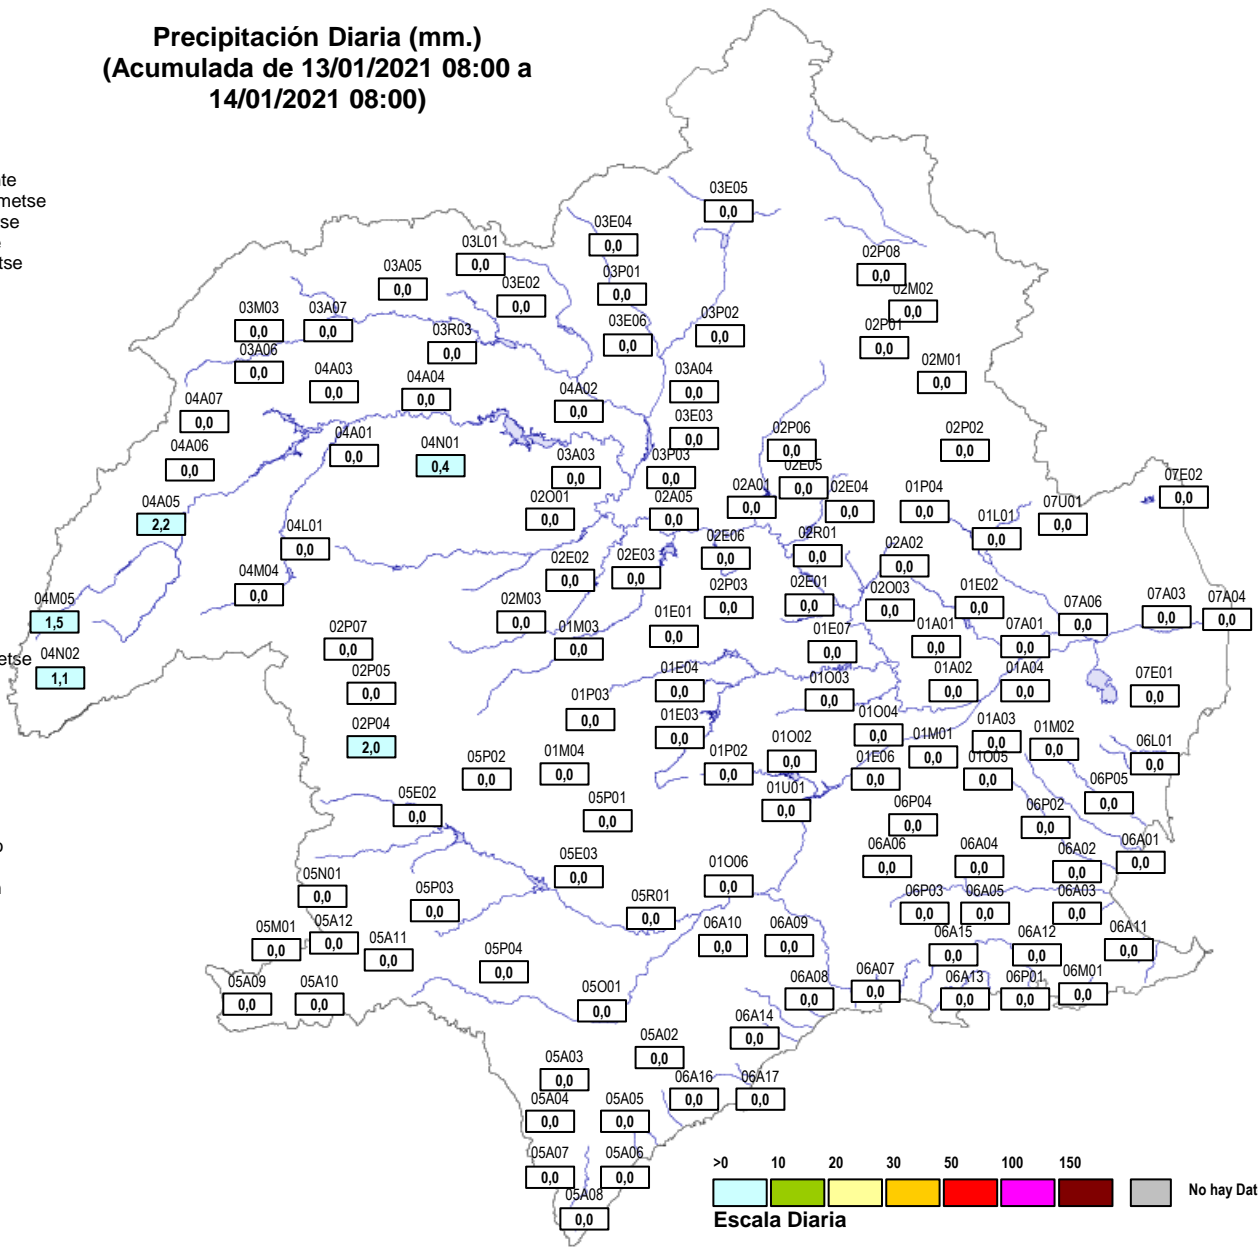 Precipitación Diaria (mm.)
(Acumulada de 13/01/2021 08:00 a
14/01/2021 08:00)
te
metse
se
tse
03E05
0,0
03E04
0,0
03L01
0,0
02P08
0,0
03A05
0,0
03P01
0,0
03E02
0,0
02M02
0,0
03M03
0,0
03A07
0,0
03P02
0,0
03E06
0,0
03R03
0,0
02P01
0,0
03A06
0,0
02M01
0,0
04A03
0,0
04A04
0,0
03A04
0,0
04A02
0,0
04A07
0,0
03E03
0,0
02P06
0,0
02P02
0,0
04A01
0,0
04N01
0,4
04A06
0,0
03A03
0,0
03P03
0,0
02E05
0,0
07E02
0,0
02A01
0,0
02E04
0,0
01P04
0,0
04A05
2,2
02O01
0,0
02A05
0,0
07U01
0,0
01L01
0,0
04L01
0,0
02E06
0,0
02R01
0,0
02A02
0,0
02E02
0,0
02E03
0,0
04M04
0,0
02P03
0,0
02E01
0,0
02O03
0,0
01E02
0,0
04M05
1,5
02M03
0,0
07A03
0,0
07A04
0,0
07A06
0,0
01E01
0,0
01M03
0,0
01E07
0,0
01A01
0,0
07A01
0,0
02P07
0,0
etse
04N02
1,1
02P05
0,0
01E04
0,0
01O03
0,0
01A02
0,0
01A04
0,0
07E01
0,0
01P03
0,0
01E03
0,0
01O04
0,0
01A03
0,0
01M02
0,0
02P04
2,0
01M01
0,0
01O02
0,0
06L01
0,0
05P02
0,0
01M04
0,0
01P02
0,0
01E06
0,0
01O05
0,0
01U01
0,0
06P05
0,0
05E02
0,0
05P01
0,0
06P04
0,0
06P02
0,0
o
06A06
0,0
06A04
0,0
06A02
0,0
06A01
0,0
05E03
0,0
01O06
0,0
05N01
0,0
05P03
0,0
05R01
0,0
06P03
0,0
06A05
0,0
06A03
0,0
05M01
0,0
05A12
0,0
05A11
0,0
06A10
0,0
06A09
0,0
06A15
0,0
06A12
0,0
06A11
0,0
05P04
0,0
05A09
0,0
05A10
0,0
05O01
0,0
06A08
0,0
06A07
0,0
06A13
0,0
06P01
0,0
06M01
0,0
06A14
0,0
05A02
0,0
05A03
0,0
06A16
0,0
06A17
0,0
05A04
0,0
05A05
0,0
05A07
0,0
05A06
0,0
05A08
0,0
>0 10 20 30 50 100 150
No hay Dat
Escala Diaria